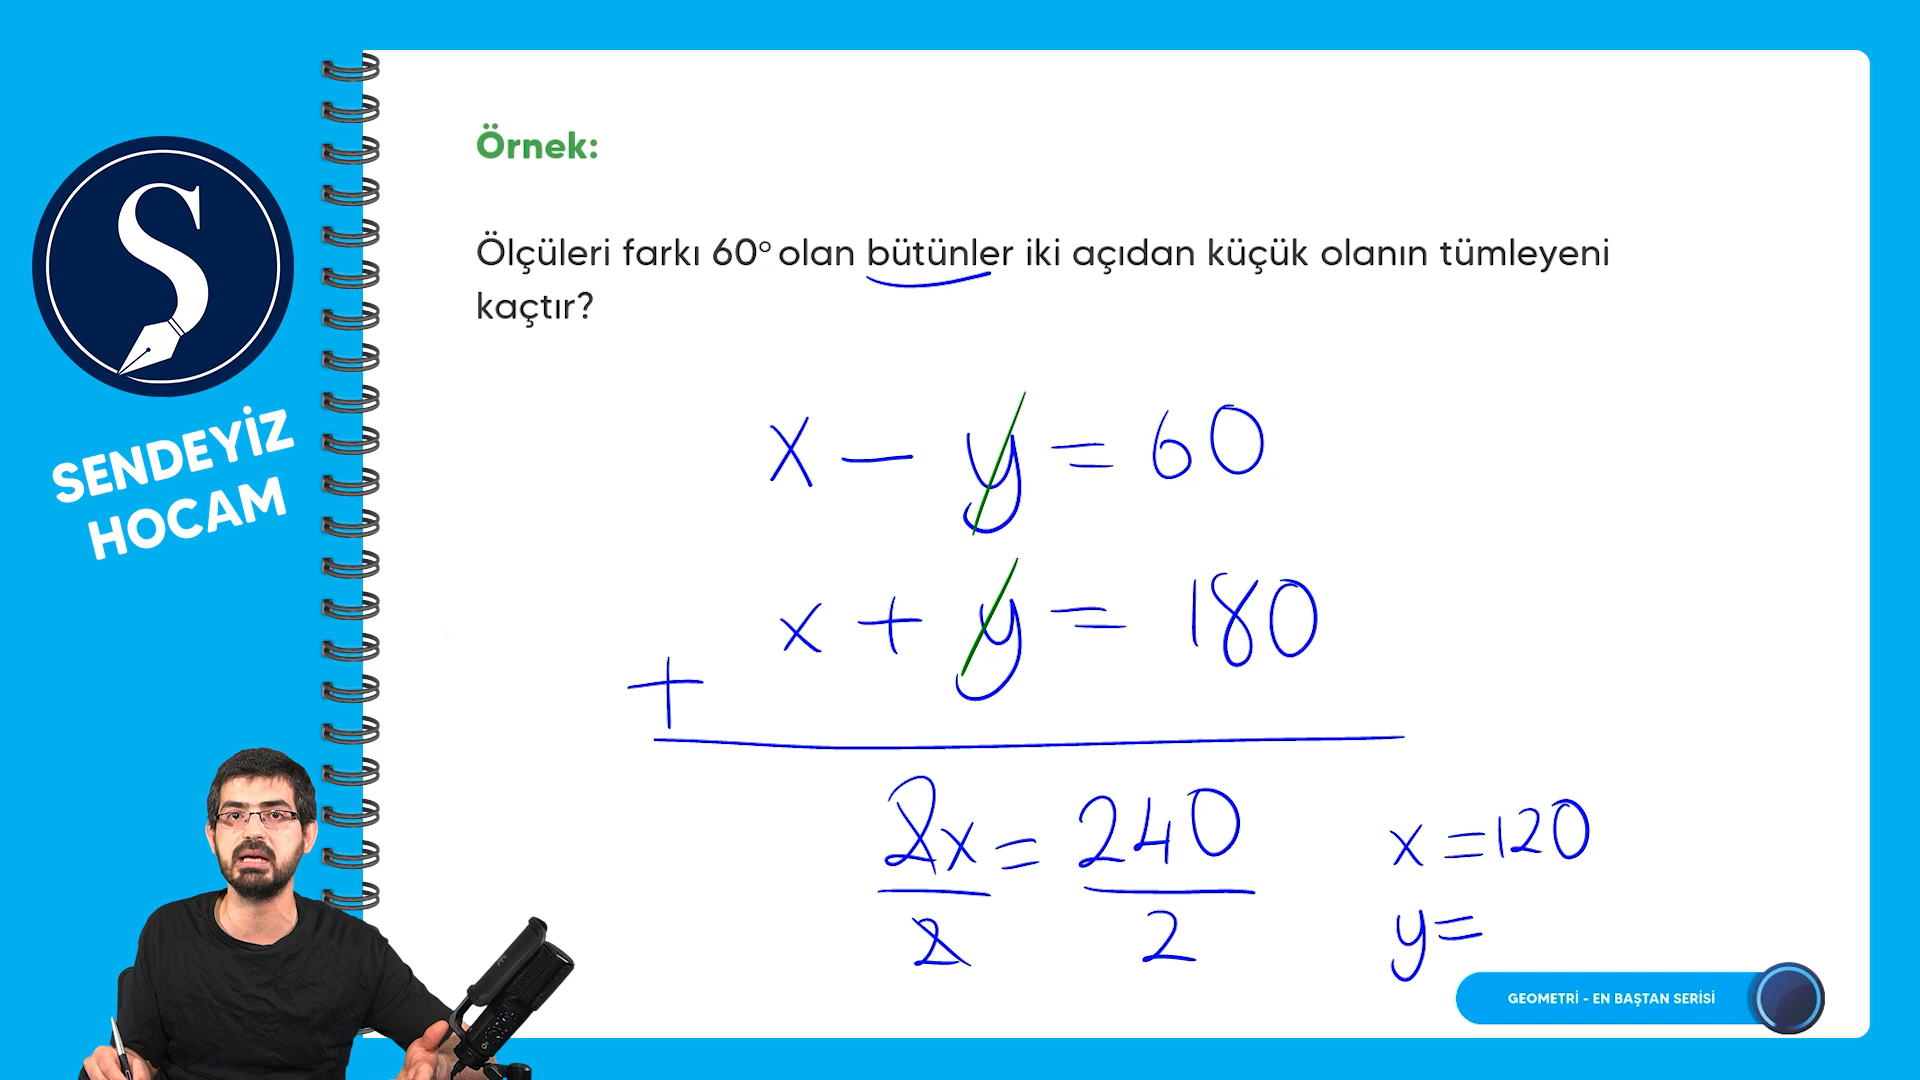 SENDEYİZ
HOCAM
Örnek:
Ölçüleri farkı 60° olan bütünler iki açıdan küçük olanın tümleyeni
kaçtır?
x - y = 60
x + y = 180
+
2x = 240
2 2
x = 120
y =
GEOMETRİ - EN BAŞTAN SERİSİ